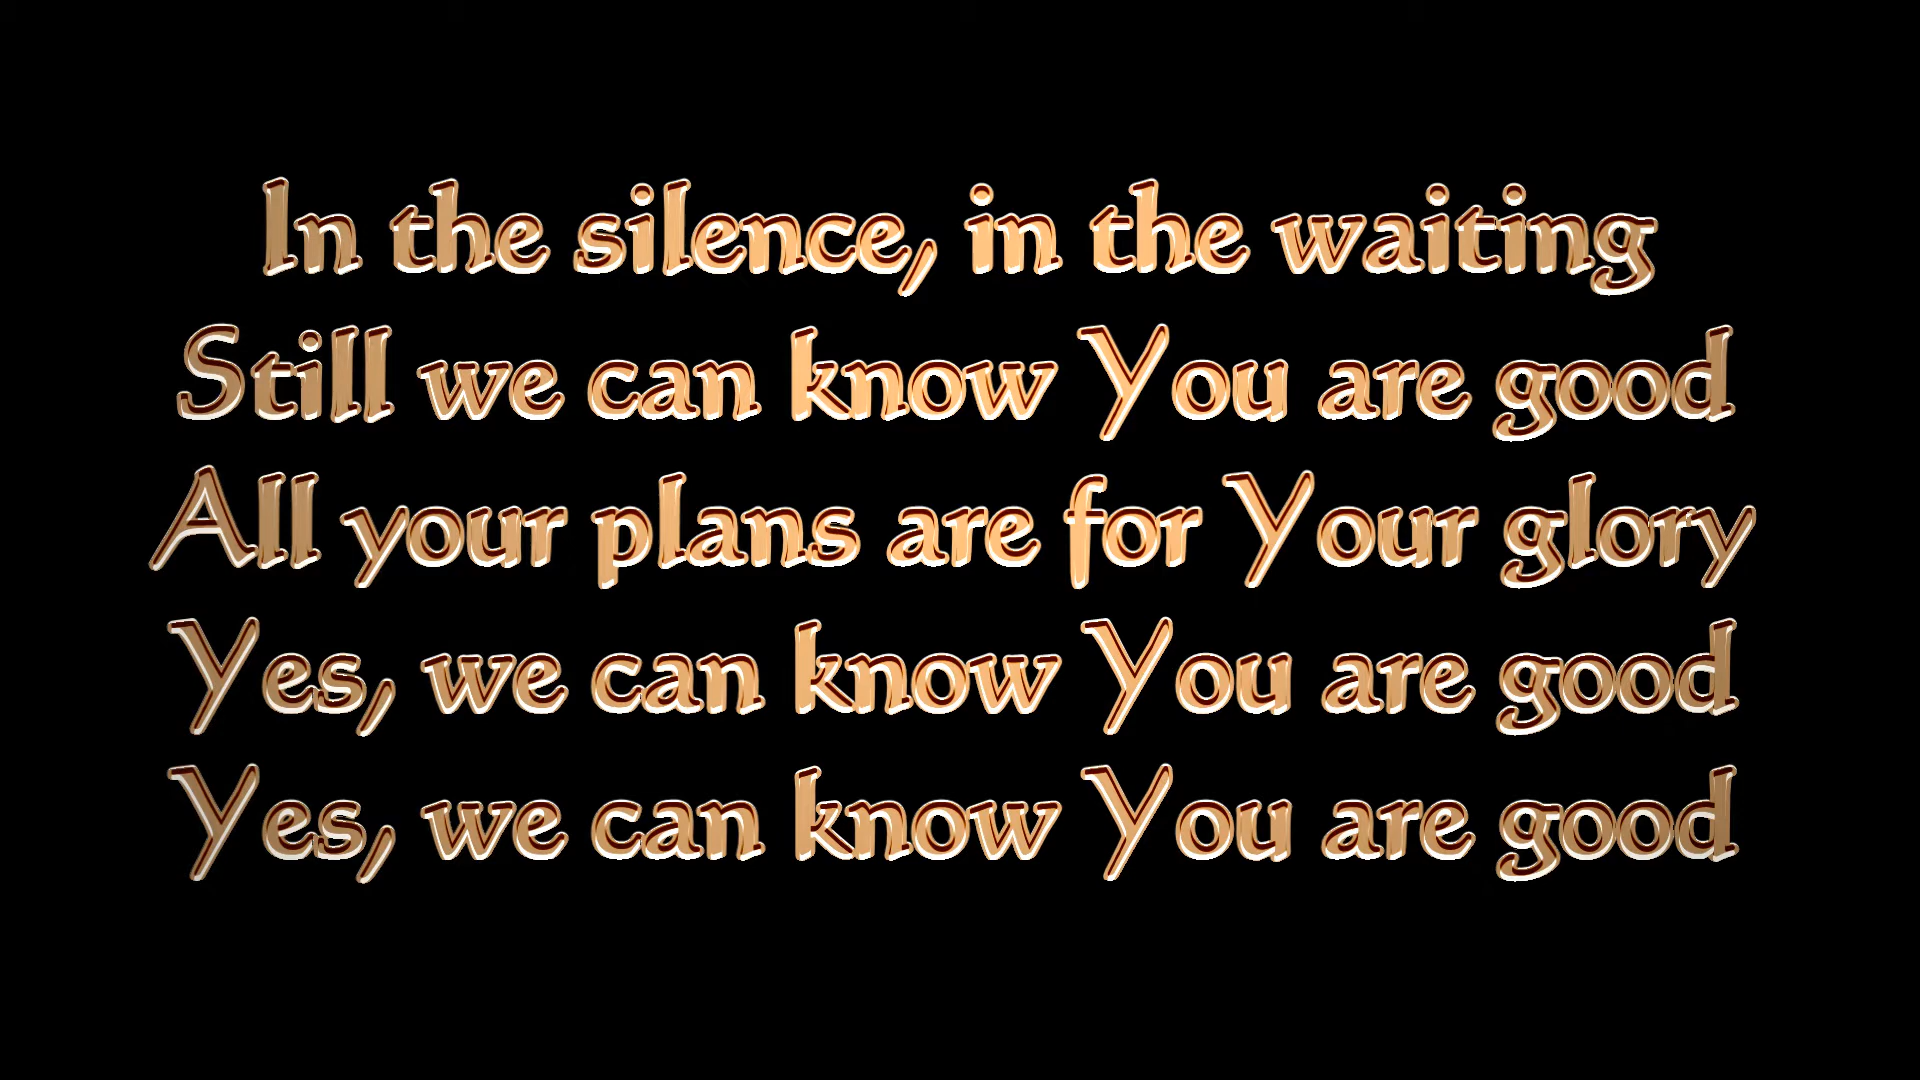 In the silence, in the waiting
Still we can know You are good
All your plans are for Your glory
Yes, we can know You are good
Yes, we can know You are good